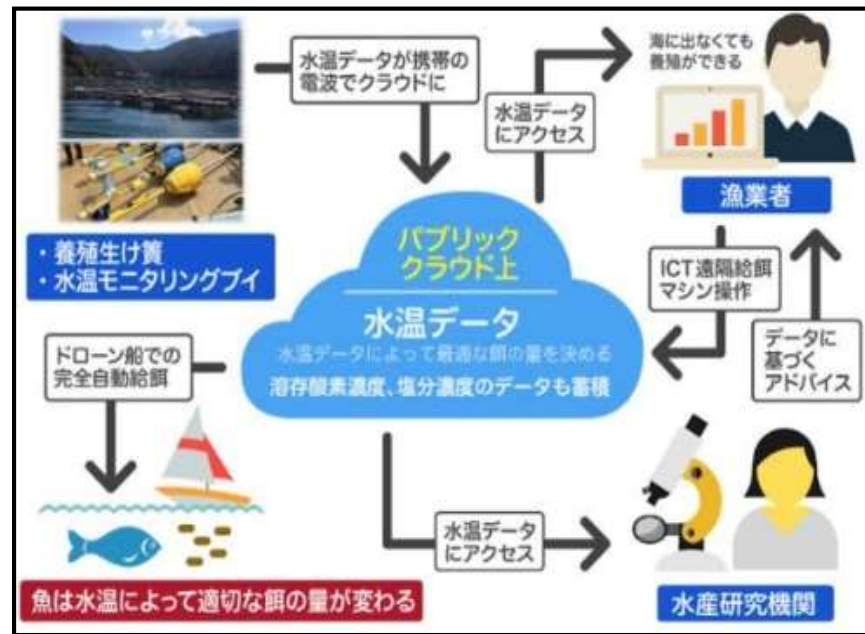 水温データが携帯の
電波でクラウドに
水温データ
にアクセス
海に出なくても
養殖ができる
漁業者
・養殖生け簀
・水温モニタリングブイ
パブリック
クラウド上
水温データ
水温データによって最適な餌の量を決める
溶存酸素濃度、塩分濃度のデータも蓄積
ICT遠隔給餌
マシン操作
データに
基づく
アドバイス
ドローン船での
完全自動給餌
水温データ
にアクセス
魚は水温によって適切な餌の量が変わる
水産研究機関